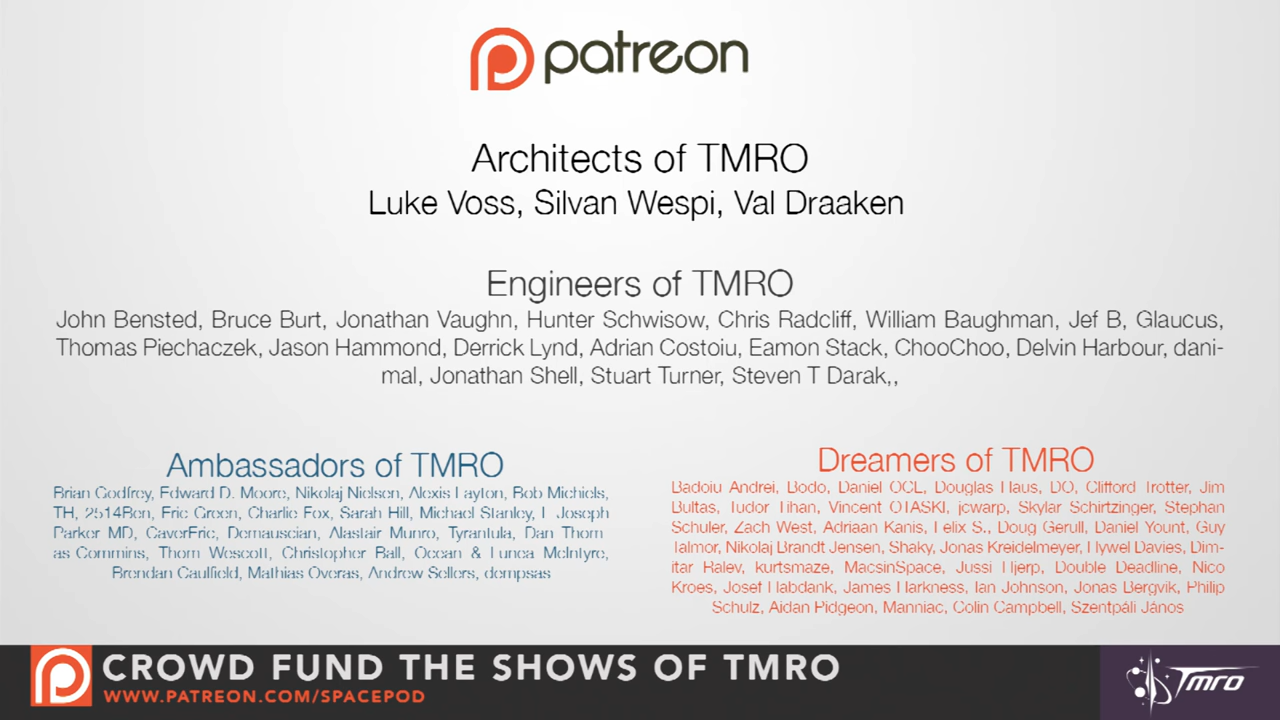 patreon
Architects of TMRO
Luke Voss, Silvan Wespi, Val Draaken
Engineers of TMRO
John Bensted, Bruce Burt, Jonathan Vaughn, Hunter Schwisow, Chris Radcliff, William Baughman, Jef B, Glaucus,
Thomas Piechaczek, Jason Hammond, Derrick Lynd, Adrian Costoiu, Eamon Stack, ChooChoo, Delvin Harbour, dani-
mal, Jonathan Shell, Stuart Turner, Steven T Darak,,
Ambassadors of TMRO
Brian Godfrey, Edward D. Moore, Nikolaj Nielsen, Alexis Layton, Bob Michiels,
TH, 2514Ben, Eric Green, Charlie Fox, Sarah Hill, Michael Stanley, L Joseph
Parker MD, CaverEric, Demauscian, Alastair Munro, Tyrantula, Dan Thom
as Commins, Thom Wescott, Christopher Ball, Ocean & Lunea McIntyre,
Brendan Caulfield, Mathias Overas, Andrew Sellers, dempsas
Dreamers of TMRO
Badoiu Andrei, Bodo, Daniel OCL, Douglas Haus, DO, Clifford Trotter, Jim
Bultas, Tudor Tihan, Vincent OTASKI, jcwarp, Skylar Schirtzinger, Stephan
Schuler, Zach West, Adriaan Kanis, Felix S., Doug Gerull, Daniel Yount, Guy
Talmor, Nikolaj Brandt Jensen, Shaky, Jonas Kreidelmeyer, Hywel Davies, Dim-
itar Ralev, kurtsmaze, MacsinSpace, Jussi Hjerp, Double Deadline, Nico
Kroes, Josef Habdank, James Harkness, Ian Johnson, Jonas Bergvik, Philip
Schulz, Aidan Pidgeon, Manniac, Colin Campbell, Szentpáli János
CROWD FUND THE SHOWS OF TMRO
WWW.PATREON.COM/SPACEPOD
Tmro